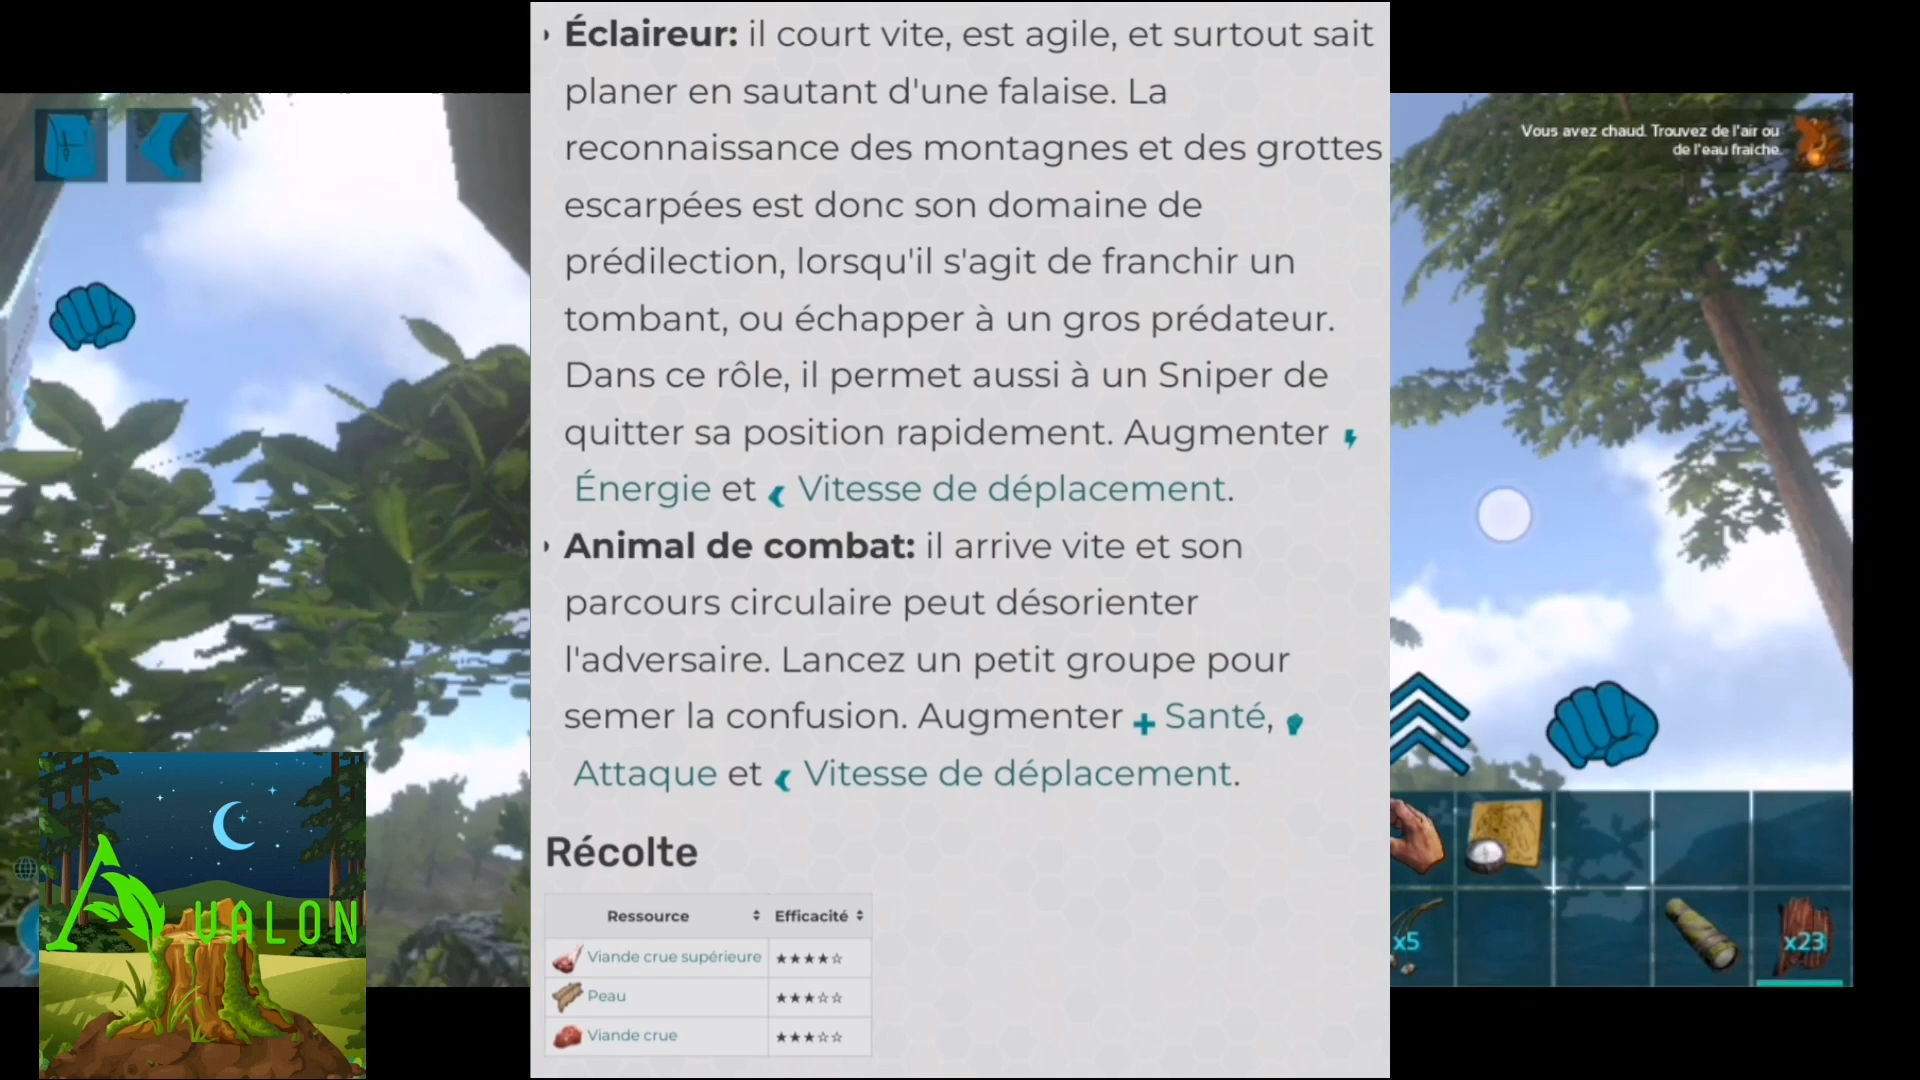 Éclaireur: il court vite, est agile, et surtout sait
planer en sautant d'une falaise. La
reconnaissance des montagnes et des grottes
escarpées est donc son domaine de
prédilection, lorsqu'il s'agit de franchir un
tombant, ou échapper à un gros prédateur.
Dans ce rôle, il permet aussi à un Sniper de
quitter sa position rapidement. Augmenter
Énergie et Vitesse de déplacement.
Animal de combat: il arrive vite et son
parcours circulaire peut désorienter
l'adversaire. Lancez un petit groupe pour
semer la confusion. Augmenter Santé,
Attaque et Vitesse de déplacement.
Récolte
Ressource Efficacité
Viande crue supérieure ★★★★☆
Peau ★★★☆☆
Viande crue ★★★☆☆
Vous avez chaud. Trouvez de l'air ou
de l'eau fraîche.
x5
x23
AVALON